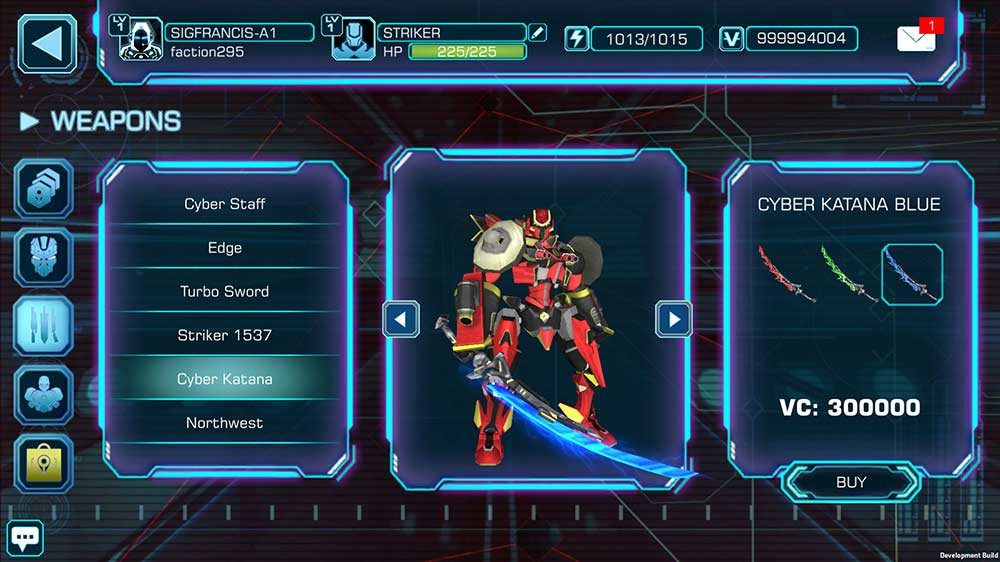 LV
1
SIGFRANCIS-A1
faction295
LV
1
STRIKER
HP 225/225
1013/1015
V
999994004
1
WEAPONS
Cyber Staff
Edge
Turbo Sword
Striker 1537
Cyber Katana
Northwest
CYBER KATANA BLUE
VC: 300000
BUY
Development Build